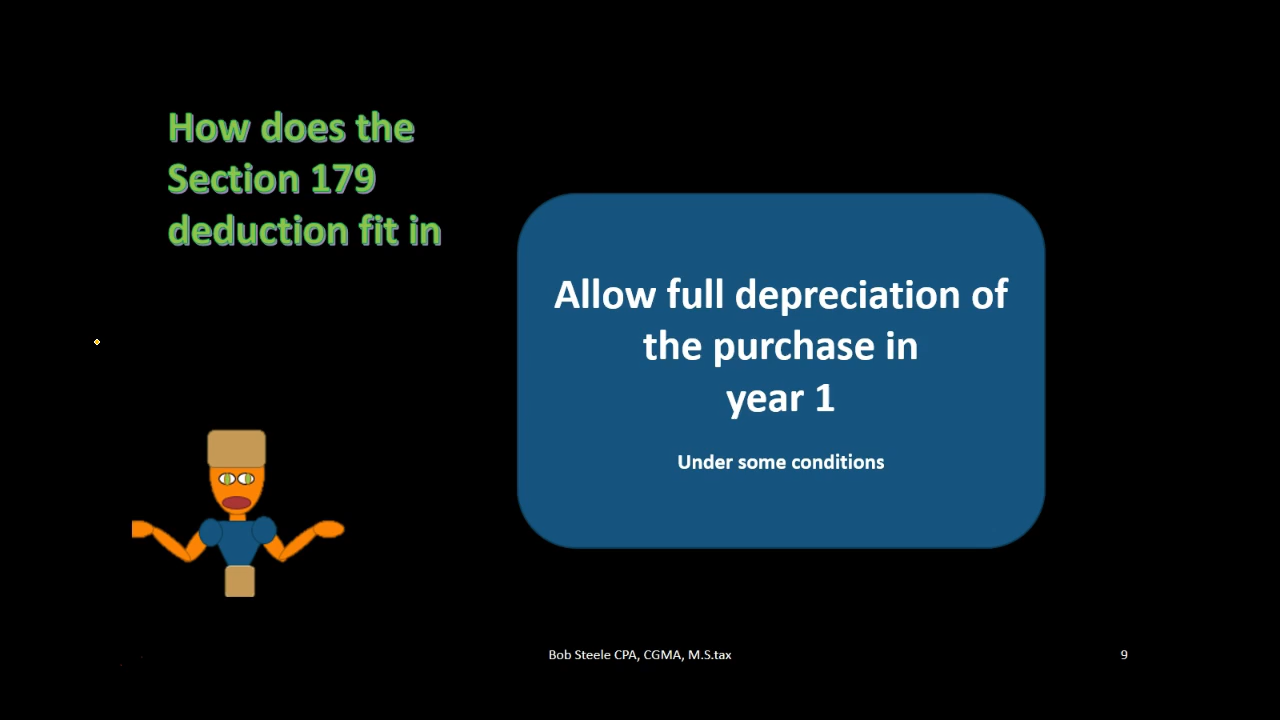 How does the
Section 179
deduction fit in
Allow full depreciation of
the purchase in
year 1
Under some conditions
Bob Steele CPA, CGMA, M.S.tax
9